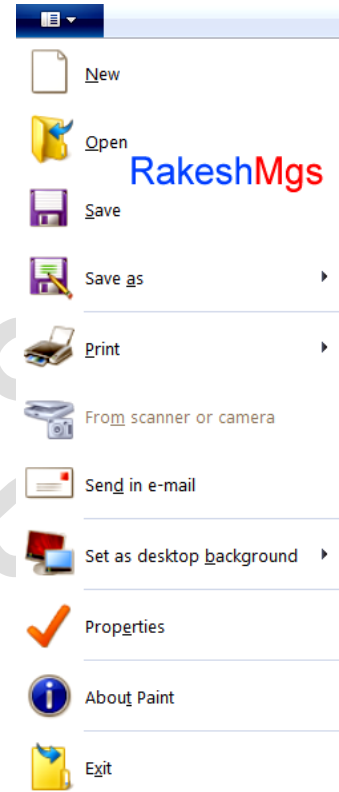 New
Open
RakeshMgs
Save
Save as
Print
From scanner or camera
Send in e-mail
Set as desktop background
Properties
About Paint
Exit